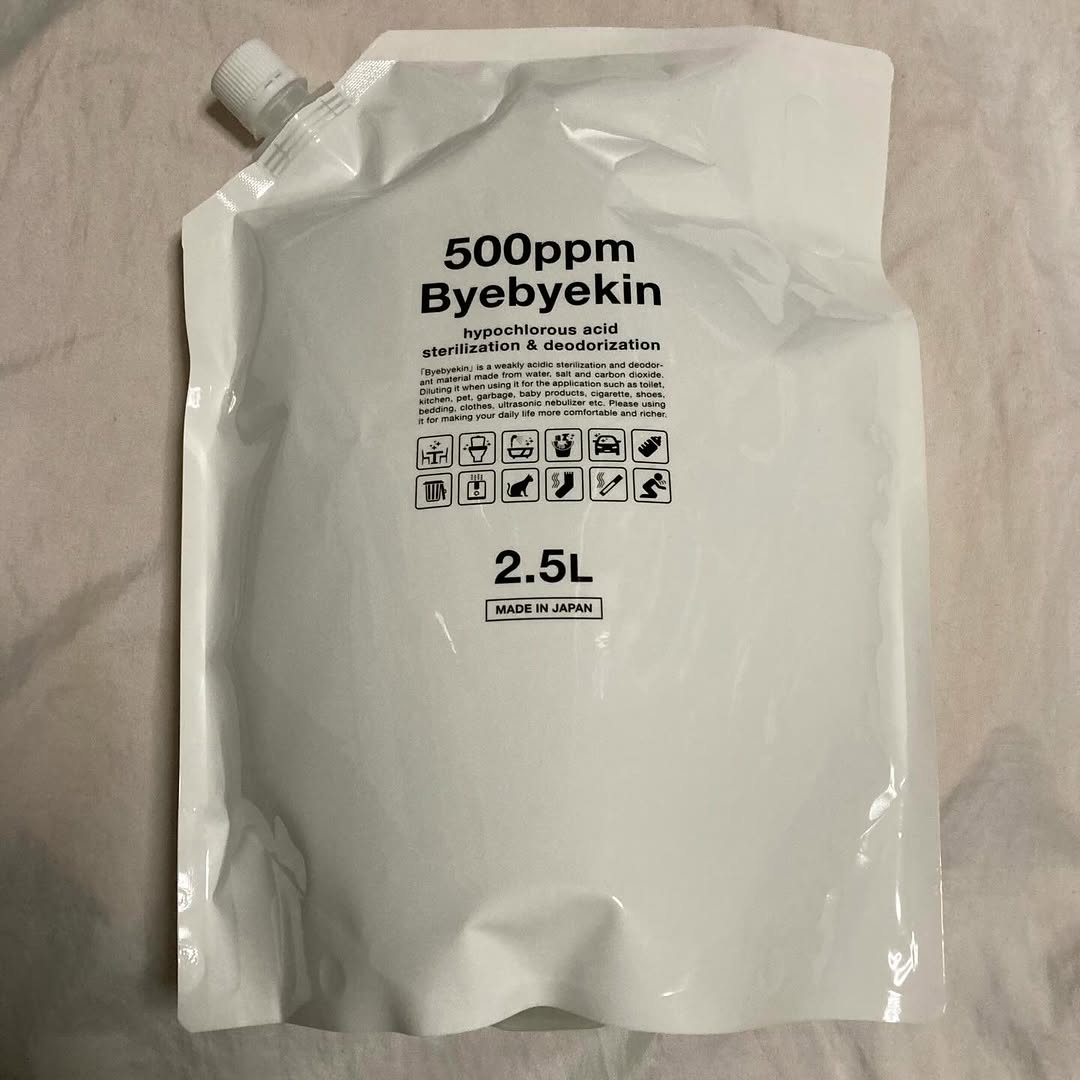 500ppm
Byebyekin
hypochlorous acid
sterilization & deodorization
「Byebyekin」 is a weakly acidic sterilization and deodor-
ant material made from water, salt and carbon dioxide.
Diluting it when using it for the application such as toilet,
kitchen, pet, garbage, baby products, cigarette, shoes,
bedding, clothes, ultrasonic nebulizer etc. Please using
it for making your daily life more comfortable and richer.
2.5L
MADE IN JAPAN